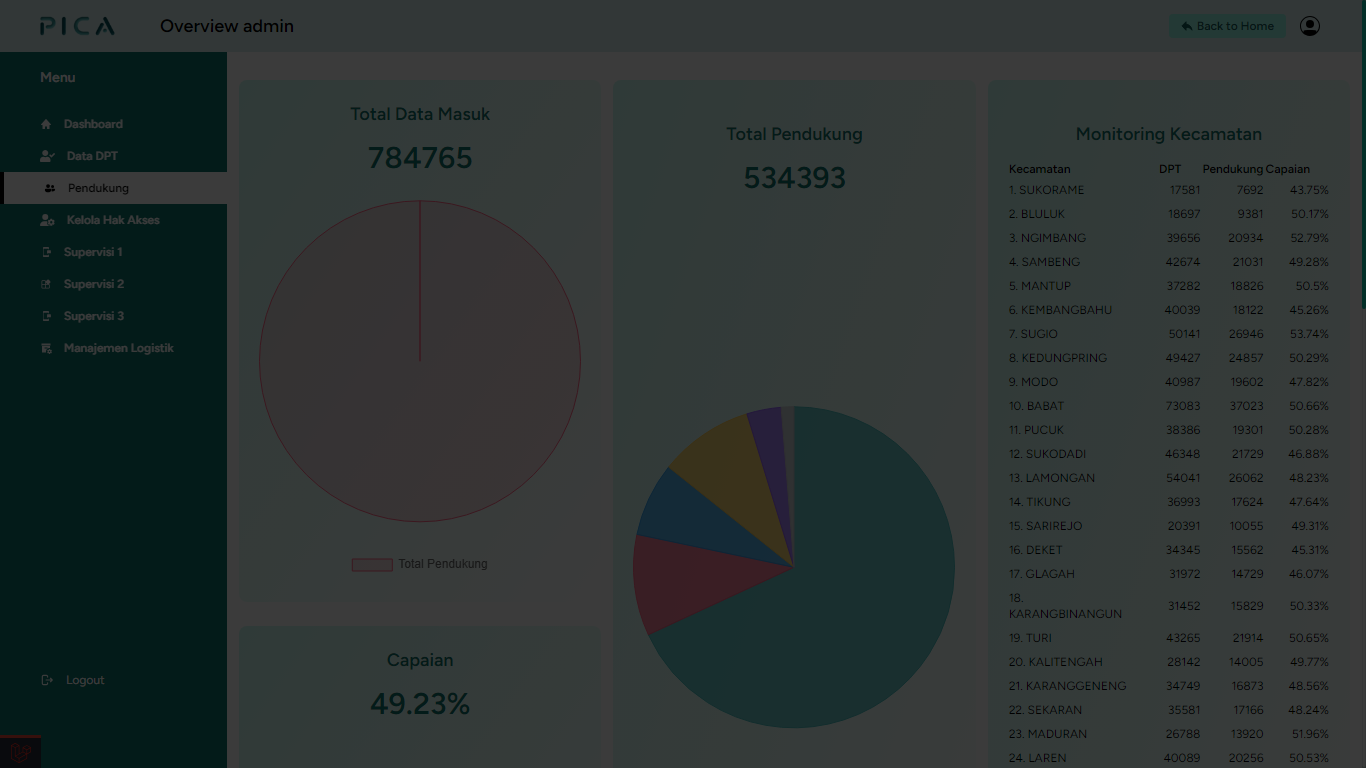 PICA
Overview admin
Back to Home
Menu
Dashboard
Data DPT
Pendukung
Kelola Hak Akses
Supervisi 1
Supervisi 2
Supervisi 3
Manajemen Logistik
Logout
Total Data Masuk
784765
Total Pendukung
Capaian
49.23%
Total Pendukung
534393
Monitoring Kecamatan
Kecamatan DPT Pendukung Capaian
1. SUKORAME 17581 7692 43.75%
2. BLULUK 18697 9381 50.17%
3. NGIMBANG 39656 20934 52.79%
4. SAMBENG 42674 21031 49.28%
5. MANTUP 37282 18826 50.5%
6. KEMBANGBAHU 40039 18122 45.26%
7. SUGIO 50141 26946 53.74%
8. KEDUNGPRING 49427 24857 50.29%
9. MODO 40987 19602 47.82%
10. BABAT 73083 37023 50.66%
11. PUCUK 38386 19301 50.28%
12. SUKODADI 46348 21729 46.88%
13. LAMONGAN 54041 26062 48.23%
14. TIKUNG 36993 17624 47.64%
15. SARIREJO 20391 10055 49.31%
16. DEKET 34345 15562 45.31%
17. GLAGAH 31972 14729 46.07%
18.
KARANGBINANGUN 31452 15829 50.33%
19. TURI 43265 21914 50.65%
20. KALITENGAH 28142 14005 49.77%
21. KARANGGENENG 34749 16873 48.56%
22. SEKARAN 35581 17166 48.24%
23. MADURAN 26788 13920 51.96%
24. LAREN 40089 20256 50.53%